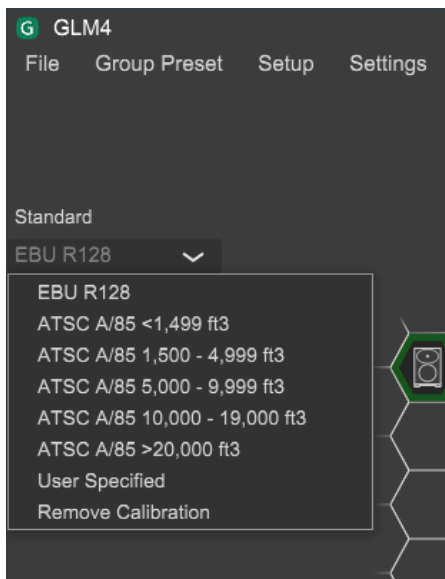 G GLM4
File Group Preset Setup Settings
Standard
EBU R128
EBU R128
ATSC A/85 <1,499 ft3
ATSC A/85 1,500 - 4,999 ft3
ATSC A/85 5,000 - 9,999 ft3
ATSC A/85 10,000 - 19,000 ft3
ATSC A/85 >20,000 ft3
User Specified
Remove Calibration